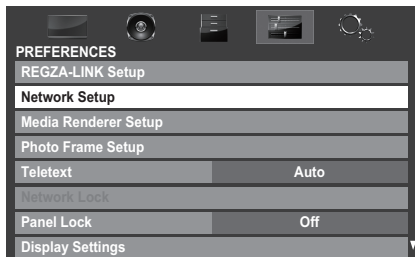 PREFERENCES
REGZA-LINK Setup
Network Setup
Media Renderer Setup
Photo Frame Setup
Teletext Auto
Network Lock
Panel Lock Off
Display Settings